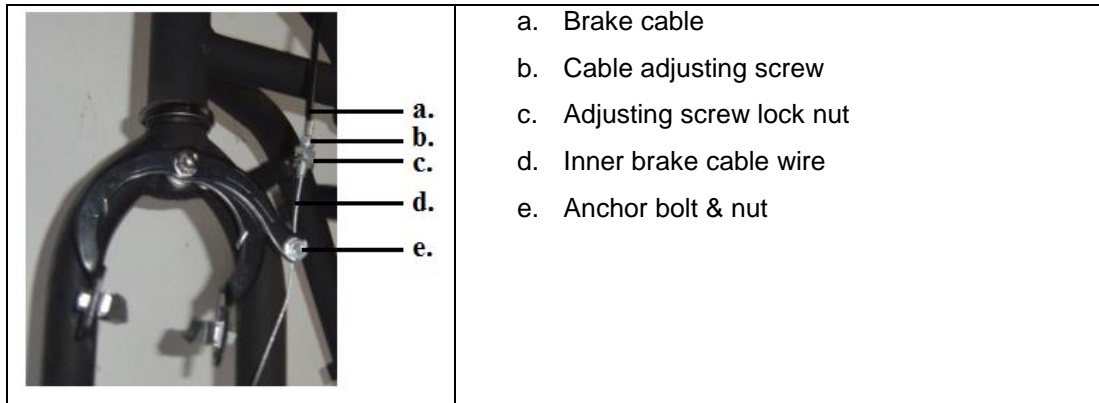 a.
b.
c.
d.
e.
a. Brake cable
b. Cable adjusting screw
c. Adjusting screw lock nut
d. Inner brake cable wire
e. Anchor bolt & nut